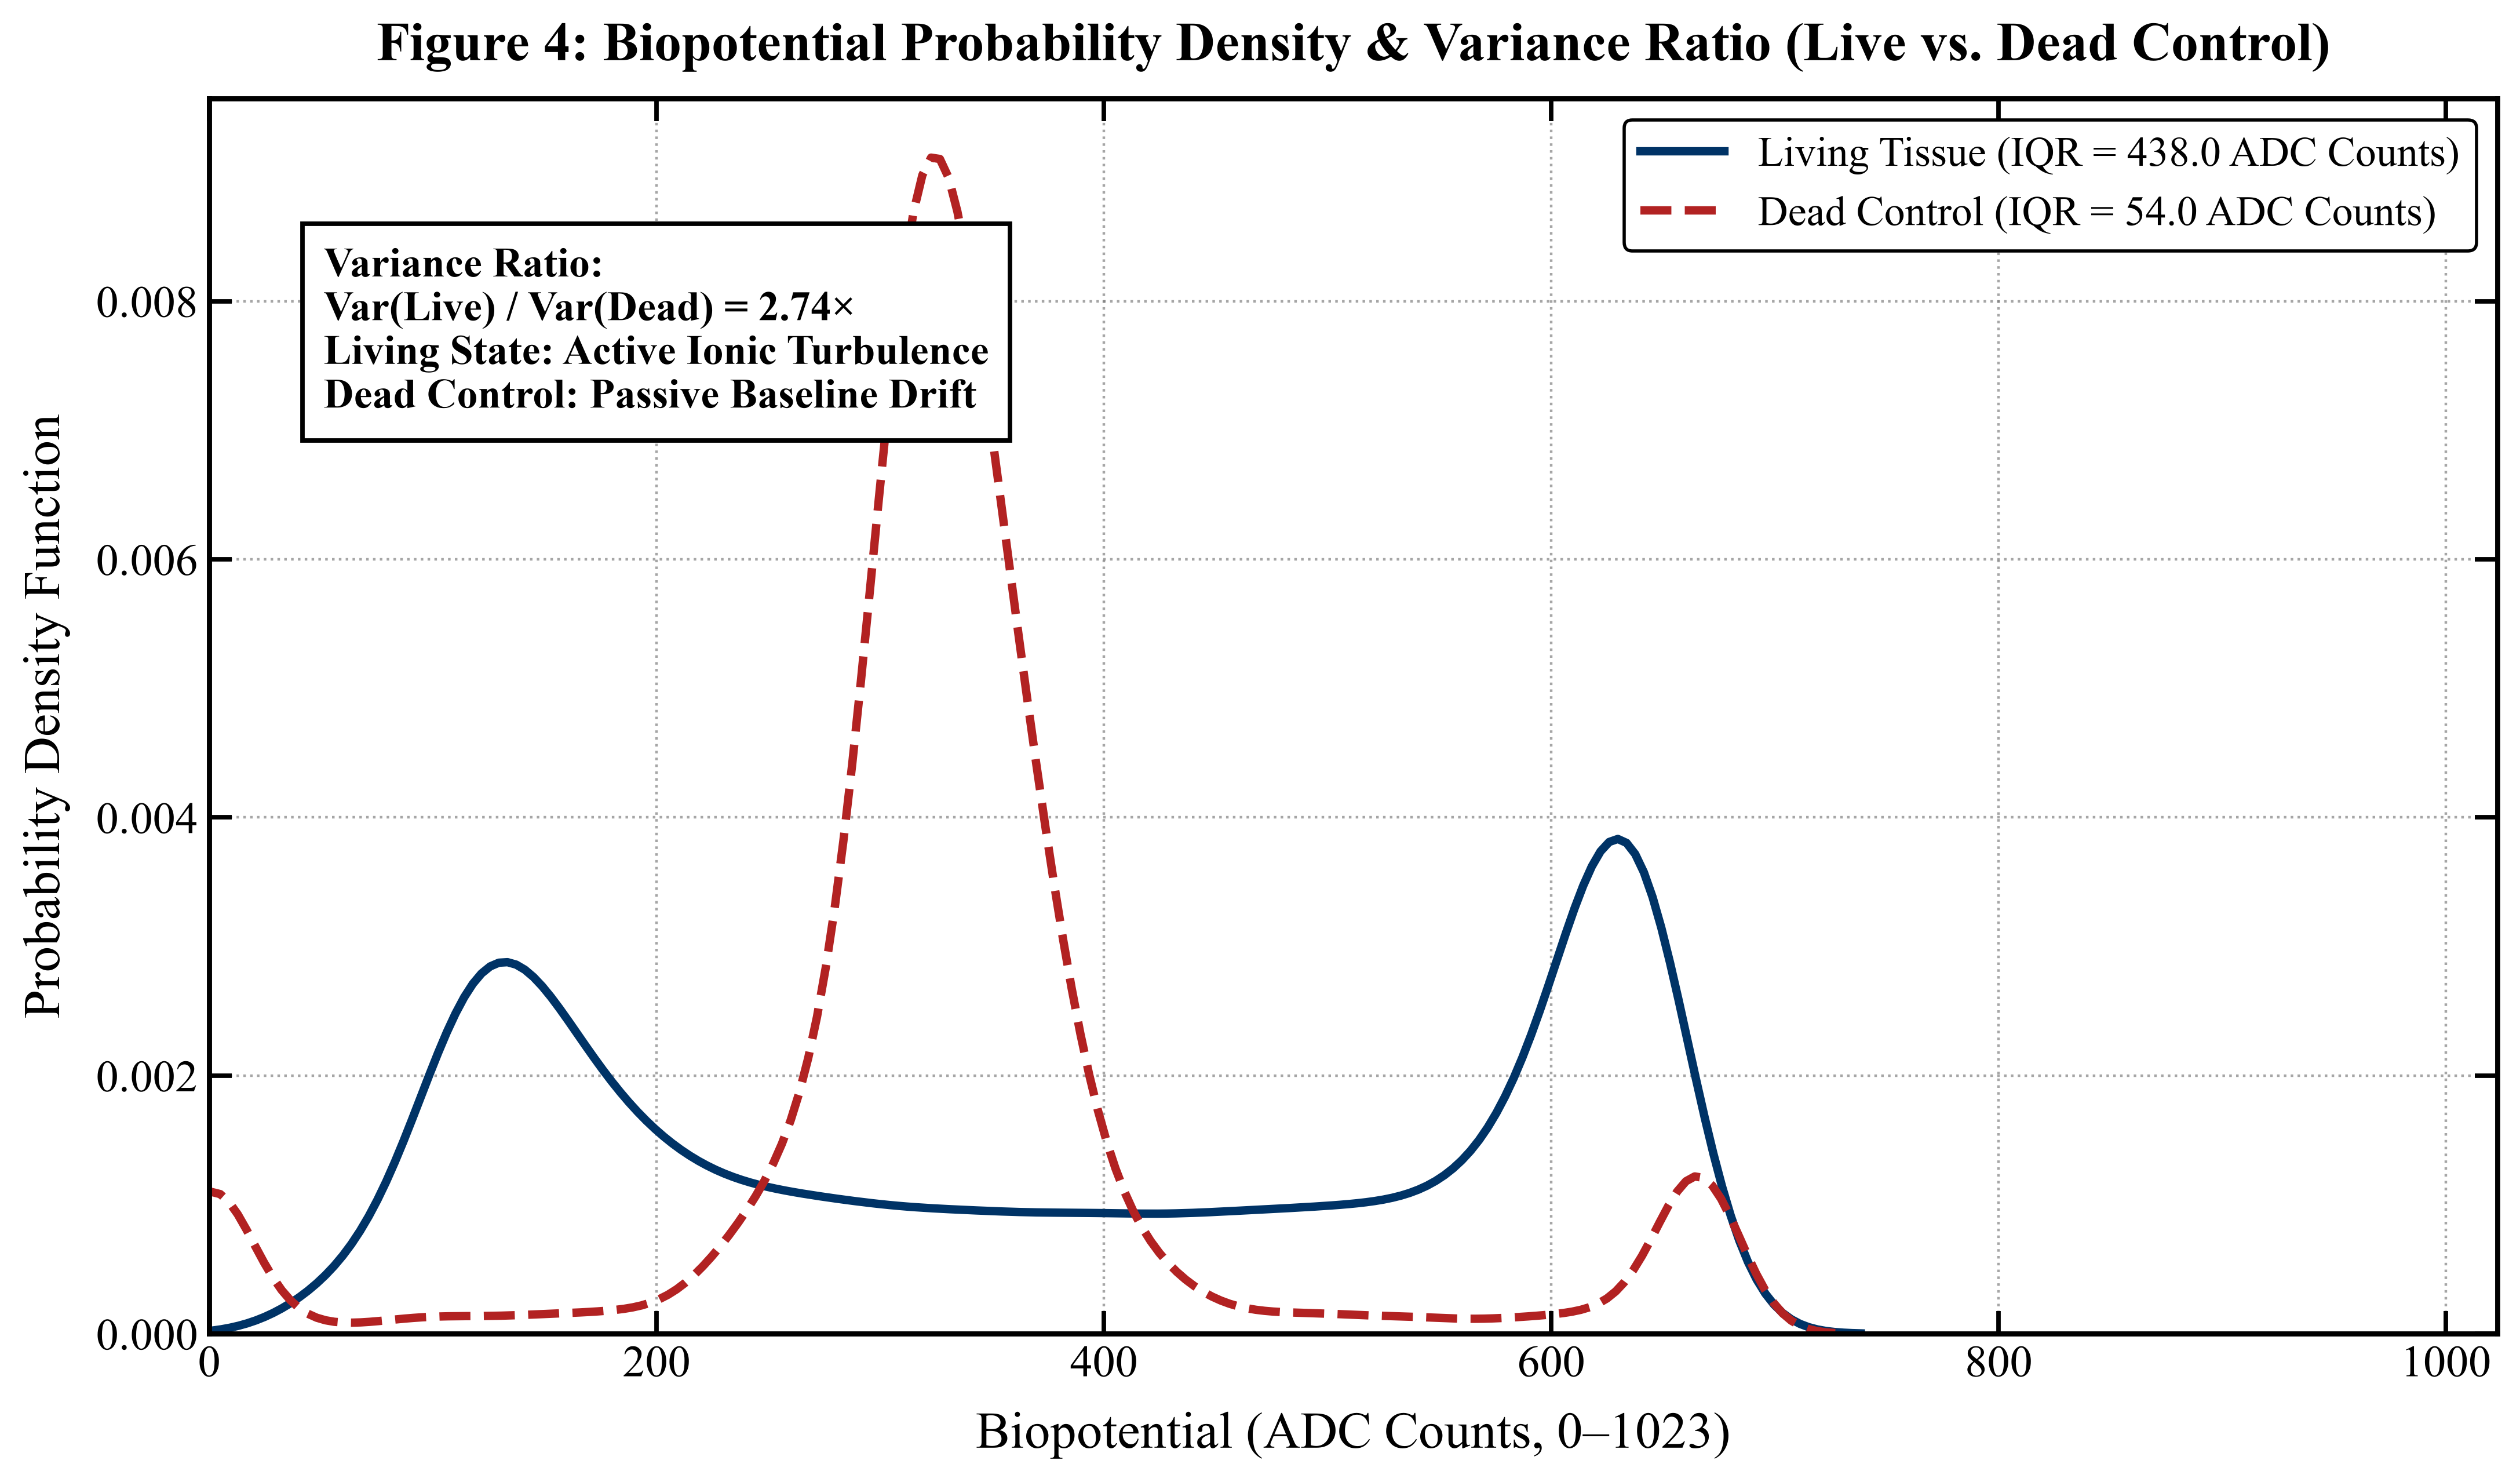 Figure 4: Biopotential Probability Density & Variance Ratio (Live vs. Dead Control)
Living Tissue (IQR = 438.0 ADC Counts)
Dead Control (IQR = 54.0 ADC Counts)
Variance Ratio:
Var(Live) / Var(Dead) = 2.74×
Living State: Active Ionic Turbulence
Dead Control: Passive Baseline Drift
Probability Density Function
0.008
0.006
0.004
0.002
0.000
0 200 400 600 800 1000
Biopotential (ADC Counts, 0–1023)